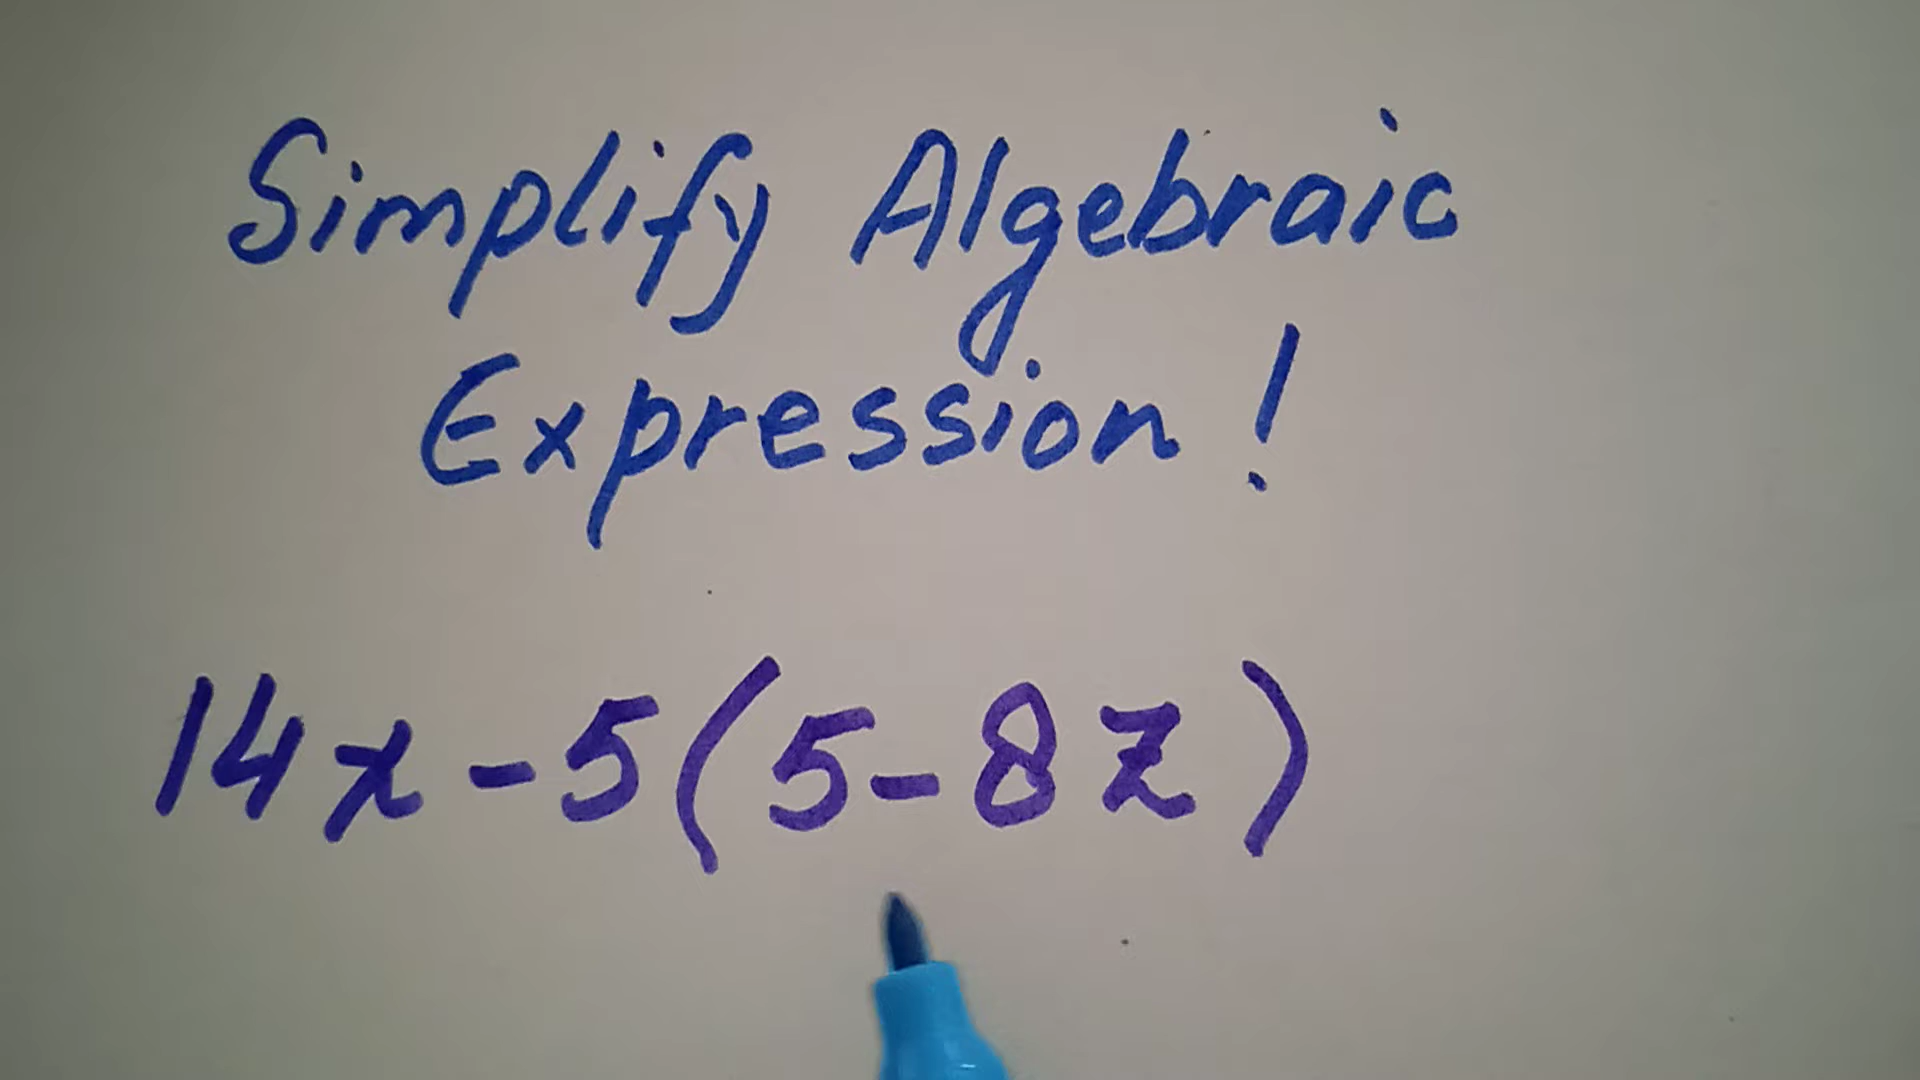 Simplify Algebraic
Expression!
14x - 5(5 - 8z)